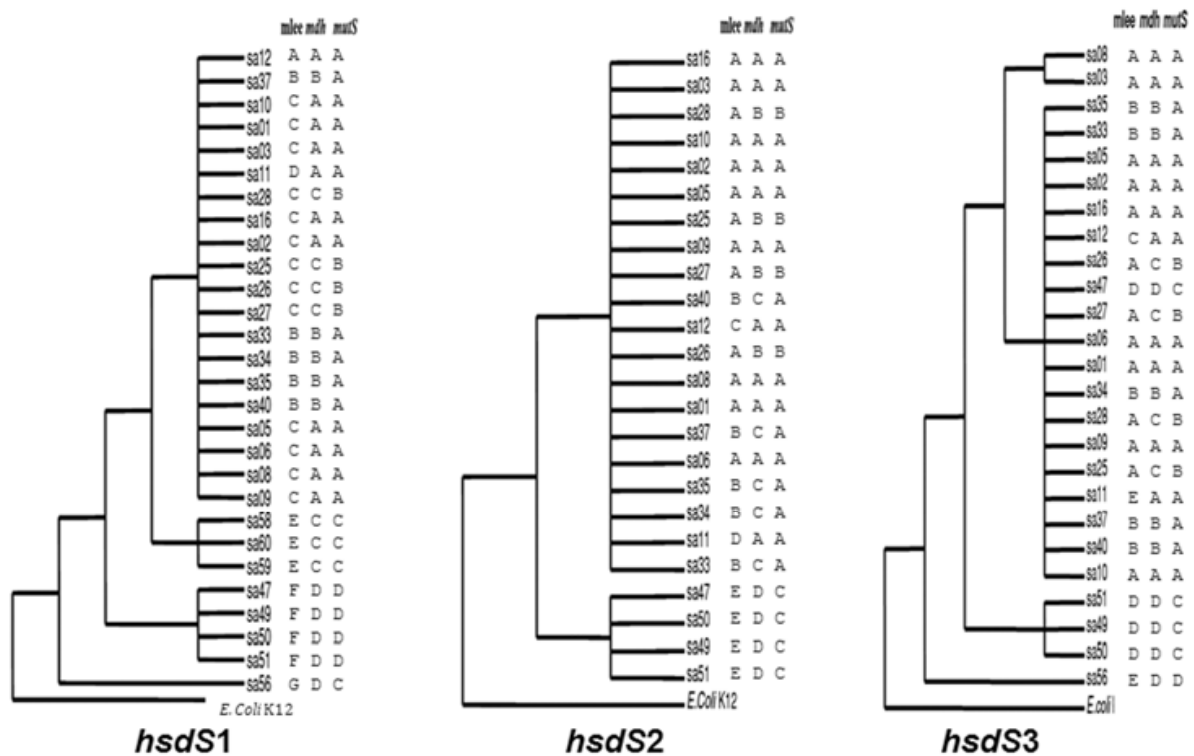 mlee mdh mutS
sa12 A A A
sa37 B B A
sa10 C A A
sa01 C A A
sa03 C A A
sa11 D A A
sa28 C C B
sa16 C A A
sa02 C A A
sa25 C C B
sa26 C C B
sa27 C C B
sa33 B B A
sa34 B B A
sa35 B B A
sa40 B B A
sa05 C A A
sa06 C A A
sa08 C A A
sa09 C A A
sa58 E C C
sa60 E C C
sa59 E C C
sa47 F D D
sa49 F D D
sa50 F D D
sa51 F D D
sa56 G D C
E.Coli K12
hsdS1
mlee mdh mutS
sa16 A A A
sa03 A A A
sa28 A B B
sa10 A A A
sa02 A A A
sa05 A A A
sa25 A B B
sa09 A A A
sa27 A B B
sa40 B C A
sa12 C A A
sa26 A B B
sa08 A A A
sa01 A A A
sa37 B C A
sa06 A A A
sa35 B C A
sa34 B C A
sa11 D A A
sa33 B C A
sa47 E D C
sa50 E D C
sa49 E D C
sa51 E D C
E.Coli K12
hsdS2
mlee mdh mutS
sa08 A A A
sa03 A A A
sa35 B B A
sa33 B B A
sa05 A A A
sa02 A A A
sa16 A A A
sa12 C A A
sa26 A C B
sa47 D D C
sa27 A C B
sa06 A A A
sa01 A A A
sa34 B B A
sa28 A C B
sa09 A A A
sa25 A C B
sa11 E A A
sa37 B B A
sa40 B B A
sa10 A A A
sa51 D D C
sa49 D D C
sa50 D D C
sa56 E D D
E.coli l
hsdS3